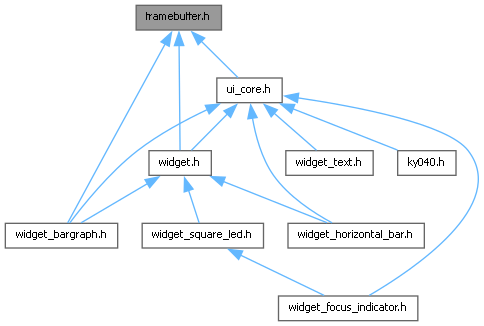 framebuffer.h
ui_core.h
widget.h
widget_text.h
ky040.h
widget_bargraph.h
widget_square_led.h
widget_horizontal_bar.h
widget_focus_indicator.h